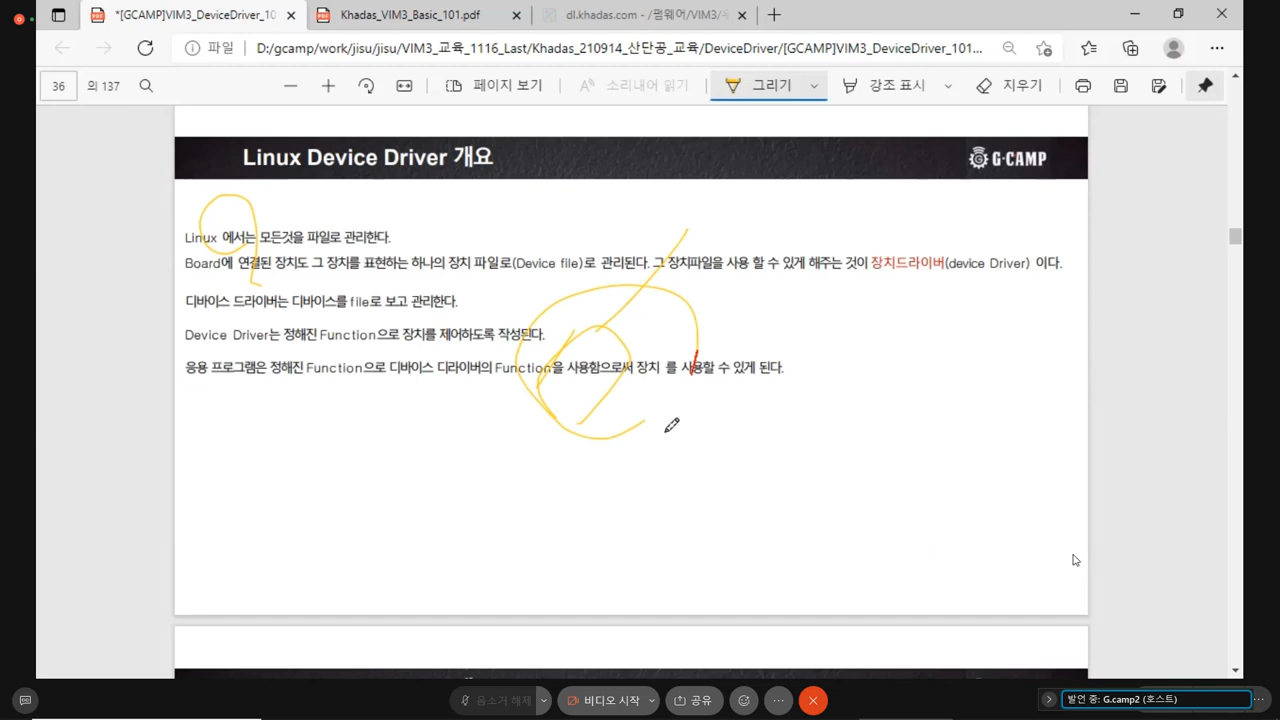 *[GCAMP]VIM3_DeviceDriver_10
Khadas_VIM3_Basic_101.pdf
파일
D:/gcamp/work/jisu/jisu/VIM3_교육_1116_Last/Khadas_210914_산단공_교육/DeviceDriver/[GCAMP]VIM3_DeviceDriver_101...
36 의 137
페이지 보기
소리내어 읽기
그리기
강조 표시
지우기
Linux Device Driver 개요
G·CAMP
Linux 에서는 모든것을 파일로 관리한다.
Board에 연결된 장치도 그 장치를 표현하는 하나의 장치 파일로(Device file)로 관리된다. 그 장치파일을 사용 할 수 있게 해주는 것이 장치드라이버(device Driver) 이다.
디바이스 드라이버는 디바이스를 file로 보고 관리한다.
Device Driver는 정해진 Function으로 장치를 제어하도록 작성된다.
응용 프로그램은 정해진 Function으로 디바이스 디라이버의 Function을 사용함으로써 장치 를 사용할 수 있게 된다.
음소거 해제
비디오 시작
공유
발언 중: G.camp2 (호스트)